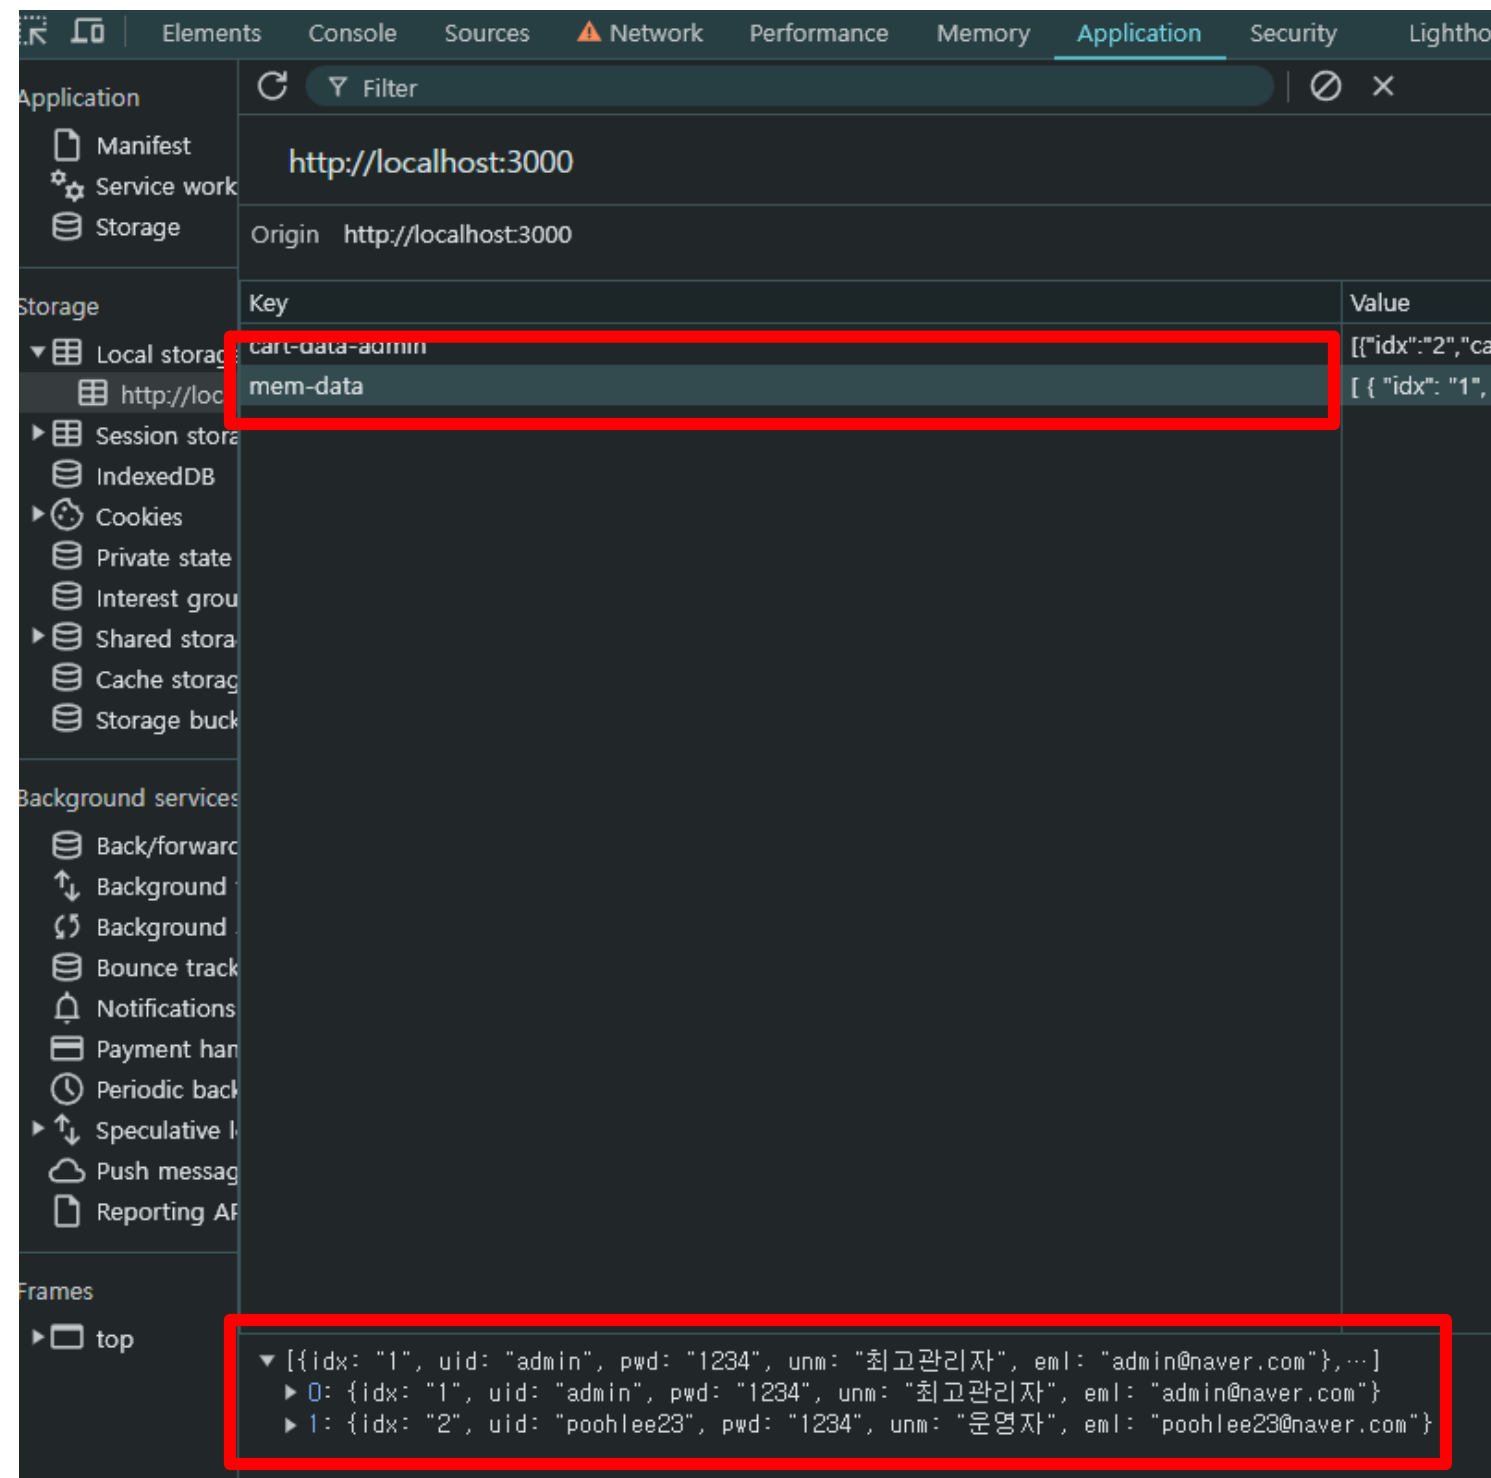 Elements Console Sources Network Performance Memory Application Security Lightho
Application
Filter
Manifest
http://localhost:3000
Service work
Storage
Origin http://localhost:3000
Storage
Key Value
Local storag
cart-data-admin [{"idx":"2","ca
http://loc
mem-data [ { "idx": "1",
Session stora
IndexedDB
Cookies
Private state
Interest grou
Shared stora
Cache storag
Storage buck
Background services
Back/forward
Background
Background
Bounce track
Notifications
Payment han
Periodic back
Speculative l
Push messag
Reporting AP
Frames
top
[{idx: "1", uid: "admin", pwd: "1234", unm: "최고관리자", eml: "admin@naver.com"},…]
0: {idx: "1", uid: "admin", pwd: "1234", unm: "최고관리자", eml: "admin@naver.com"}
1: {idx: "2", uid: "poohlee23", pwd: "1234", unm: "운영자", eml: "poohlee23@naver.com"}